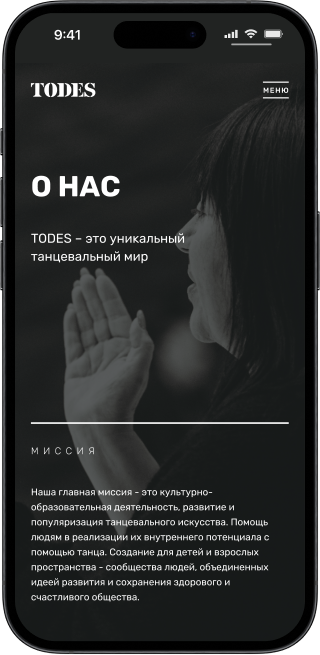 9:41
TODES
МЕНЮ
О НАС
TODES – это уникальный
танцевальный мир
МИССИЯ
Наша главная миссия - это культурно-
образовательная деятельность, развитие и
популяризация танцевального искусства. Помощь
людям в реализации их внутреннего потенциала с
помощью танца. Создание для детей и взрослых
пространства - сообщества людей, объединенных
идеей развития и сохранения здорового и
счастливого общества.